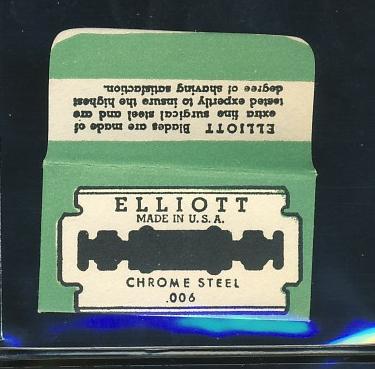 ELLIOTT Blades are made of
extra fine surgical steel and are
tested expertly to insure the highest
degree of shaving satisfaction.
ELLIOTT
MADE IN U.S.A.
CHROME STEEL
.006